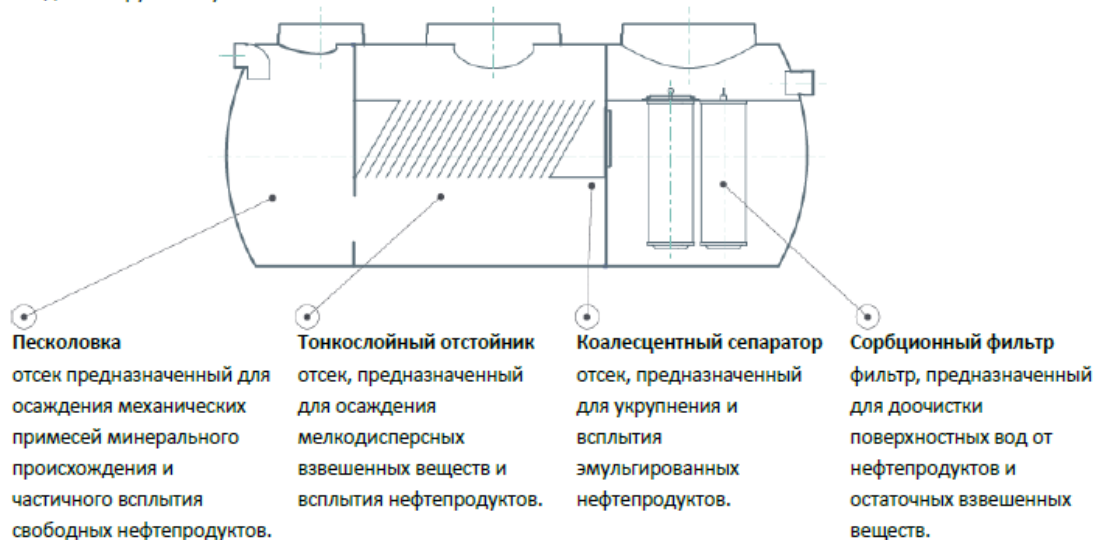 Песколовка
отсек предназначенный для
осаждения механических
примесей минерального
происхождения и
частичного всплытия
свободных нефтепродуктов.
Тонкослойный отстойник
отсек, предназначенный
для осаждения
мелкодисперсных
взвешенных веществ и
всплытия нефтепродуктов.
Коалесцентный сепаратор
отсек, предназначенный
для укрупнения и
всплытия
эмульгированных
нефтепродуктов.
Сорбционный фильтр
фильтр, предназначенный
для доочистки
поверхностных вод от
нефтепродуктов и
остаточных взвешенных
веществ.